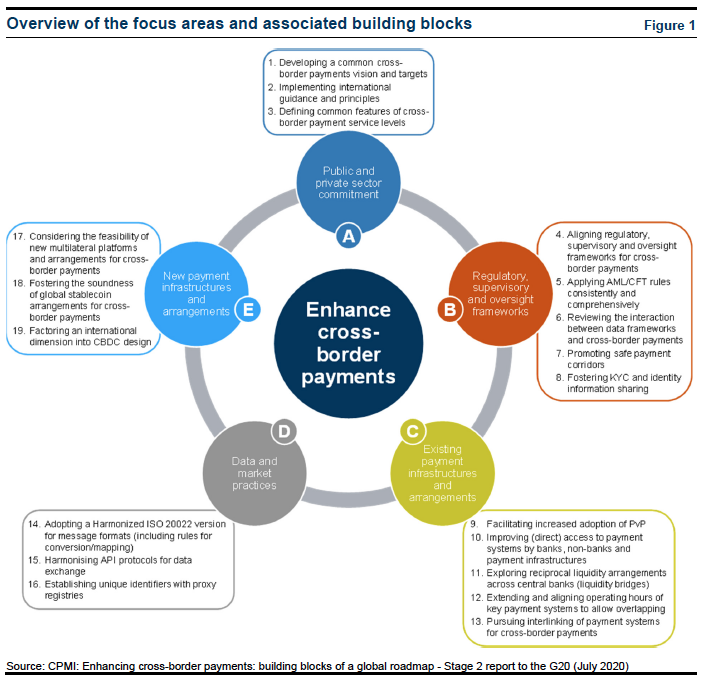 Overview of the focus areas and associated building blocks
Figure 1
1. Developing a common cross-
border payments vision and targets
2. Implementing international
guidance and principles
3. Defining common features of cross-
border payment service levels
Public and
private sector
commitment
A
17. Considering the feasibility of
new multilateral platforms
and arrangements for cross-
border payments
18. Fostering the soundness
of global stablecoin
arrangements for cross-
border payments
19. Factoring an international
dimension into CBDC design
New payment
infrastructures
and
arrangements
E
Enhance
cross-
border
payments
Regulatory,
supervisory
and oversight
frameworks
B
4. Aligning regulatory,
supervisory and oversight
frameworks for cross-
border payments
5. Applying AML/CFT rules
consistently and
comprehensively
6. Reviewing the interaction
between data frameworks
and cross-border payments
7. Promoting safe payment
corridors
8. Fostering KYC and identity
information sharing
D
Data and
market
practices
C
Existing
payment
infrastructures
and
arrangements
14. Adopting a Harmonized ISO 20022 version
for message formats (including rules for
conversion/mapping)
15. Harmonising API protocols for data
exchange
16. Establishing unique identifiers with proxy
registries
9. Facilitating increased adoption of PvP
10. Improving (direct) access to payment
systems by banks, non-banks and
payment infrastructures
11. Exploring reciprocal liquidity arrangements
across central banks (liquidity bridges)
12. Extending and aligning operating hours of
key payment systems to allow overlapping
13. Pursuing interlinking of payment systems
for cross-border payments
Source: CPMI: Enhancing cross-border payments: building blocks of a global roadmap - Stage 2 report to the G20 (July 2020)